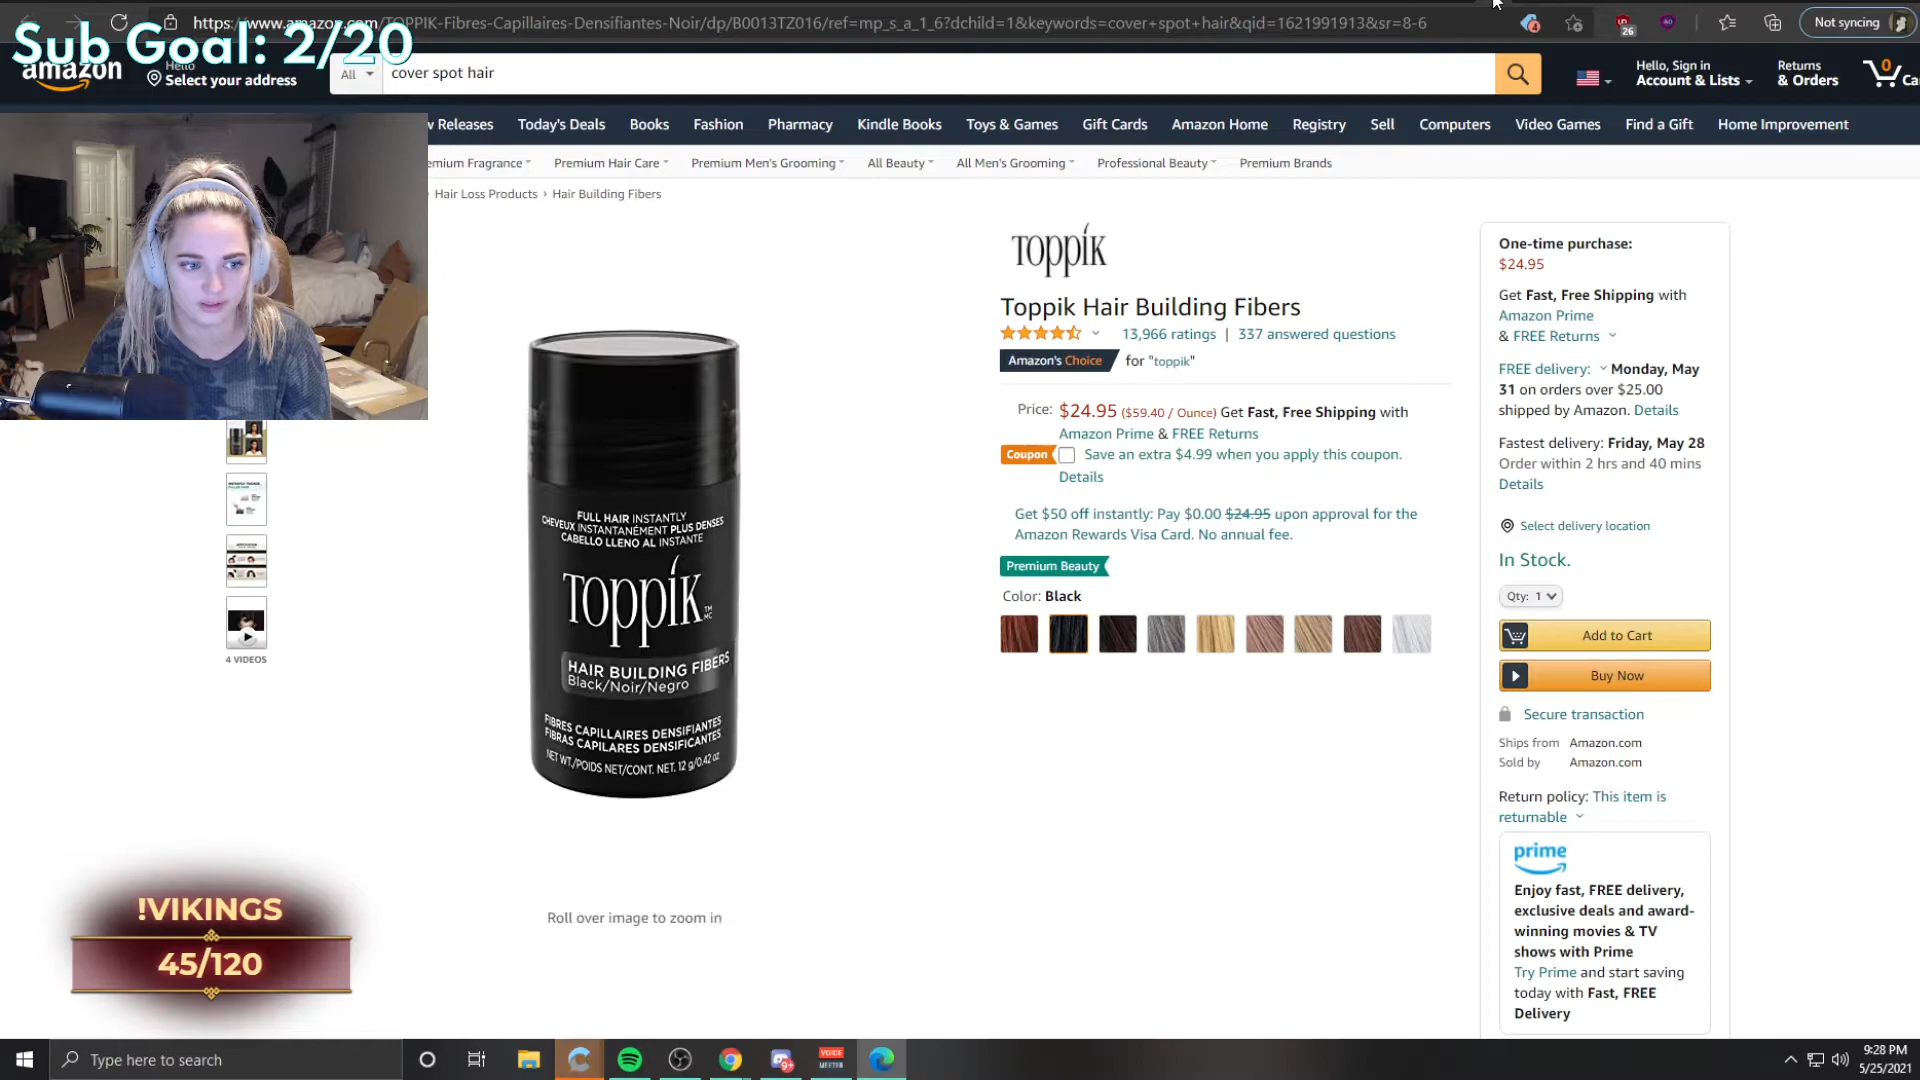 https://www.amazon.com/TOPPIK-Fibres-Capillaires-Densifiantes-Noir/dp/B0013TZ016/ref=mp_s_a_1_6?dchild=1&keywords=cover+spot+hair&qid=1621991913&sr=8-6
26
Not syncing
Sub Goal: 2/20
amazon
Hello
Select your address
All
cover spot hair
Hello, Sign in
Account & Lists
Returns
& Orders
0
Ca
w Releases
Today's Deals
Books
Fashion
Pharmacy
Kindle Books
Toys & Games
Gift Cards
Amazon Home
Registry
Sell
Computers
Video Games
Find a Gift
Home Improvement
emium Fragrance
Premium Hair Care
Premium Men's Grooming
All Beauty
All Men's Grooming
Professional Beauty
Premium Brands
› Hair Loss Products › Hair Building Fibers
FULL HAIR INSTANTLY
CHEVEUX INSTANTANÉMENT PLUS DENSES
CABELLO LLENO AL INSTANTE
Toppik TM MC
HAIR BUILDING FIBERS
Black/Noir/Negro
FIBRES CAPILLAIRES DENSIFIANTES
FIBRAS CAPILARES DENSIFICANTES
NET WT./POIDS NET/CONT. NET. 12 g/0.42 oz
4 VIDEOS
Roll over image to zoom in
Toppik
Toppik Hair Building Fibers
13,966 ratings | 337 answered questions
Amazon's Choice for "toppik"
Price: $24.95 ($59.40 / Ounce) Get Fast, Free Shipping with
Amazon Prime & FREE Returns
Coupon Save an extra $4.99 when you apply this coupon.
Details
Get $50 off instantly: Pay $0.00 $24.95 upon approval for the
Amazon Rewards Visa Card. No annual fee.
Premium Beauty
Color: Black
One-time purchase:
$24.95
Get Fast, Free Shipping with
Amazon Prime
& FREE Returns
FREE delivery: Monday, May
31 on orders over $25.00
shipped by Amazon. Details
Fastest delivery: Friday, May 28
Order within 2 hrs and 40 mins
Details
Select delivery location
In Stock.
Qty: 1
Add to Cart
Buy Now
Secure transaction
Ships from Amazon.com
Sold by Amazon.com
Return policy: This item is
returnable
prime
Enjoy fast, FREE delivery,
exclusive deals and award-
winning movies & TV
shows with Prime
Try Prime and start saving
today with Fast, FREE
Delivery
!VIKINGS
45/120
Type here to search
9+
VOICE
MEETER
9:28 PM
5/25/2021